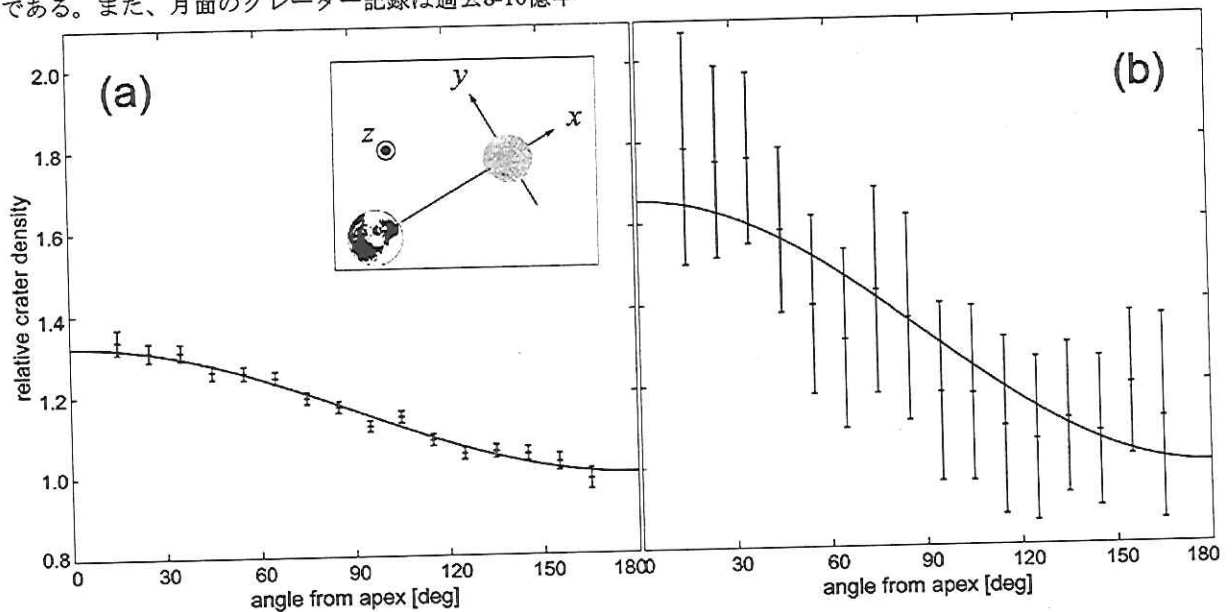 である。また、月面のクレーター記録は過去8-10億年
(a)
(b)
y
x
z
relative crater density
2.0
1.8
1.6
1.4
1.2
1.0
0.8
0 30 60 90 120 150 180
angle from apex [deg]
0 30 60 90 120 150 180
angle from apex [deg]